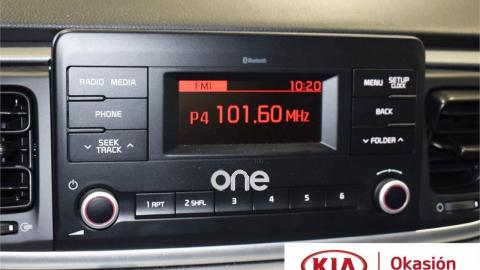 Bluetooth
RADIO MEDIA
FM1 10:20
MENU SETUP
CLOCK
PHONE
P4 101.60 MHz
BACK
SEEK
TRACK
FOLDER
one
1 RPT 2 SHFL 3 4 5 6
KIA Okasión